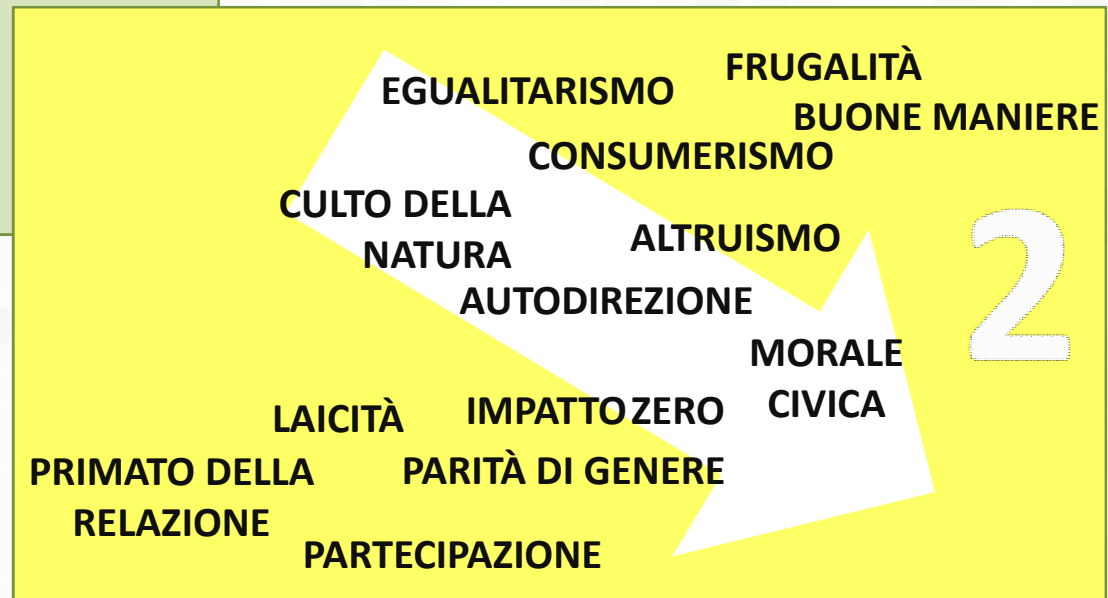 FRUGALITÀ
EGUALITARISMO
BUONE MANIERE
CONSUMERISMO
CULTO DELLA
NATURA
ALTRUISMO
2
AUTODIREZIONE
MORALE
CIVICA
LAICITÀ
IMPATTO ZERO
PRIMATO DELLA
RELAZIONE
PARITÀ DI GENERE
PARTECIPAZIONE